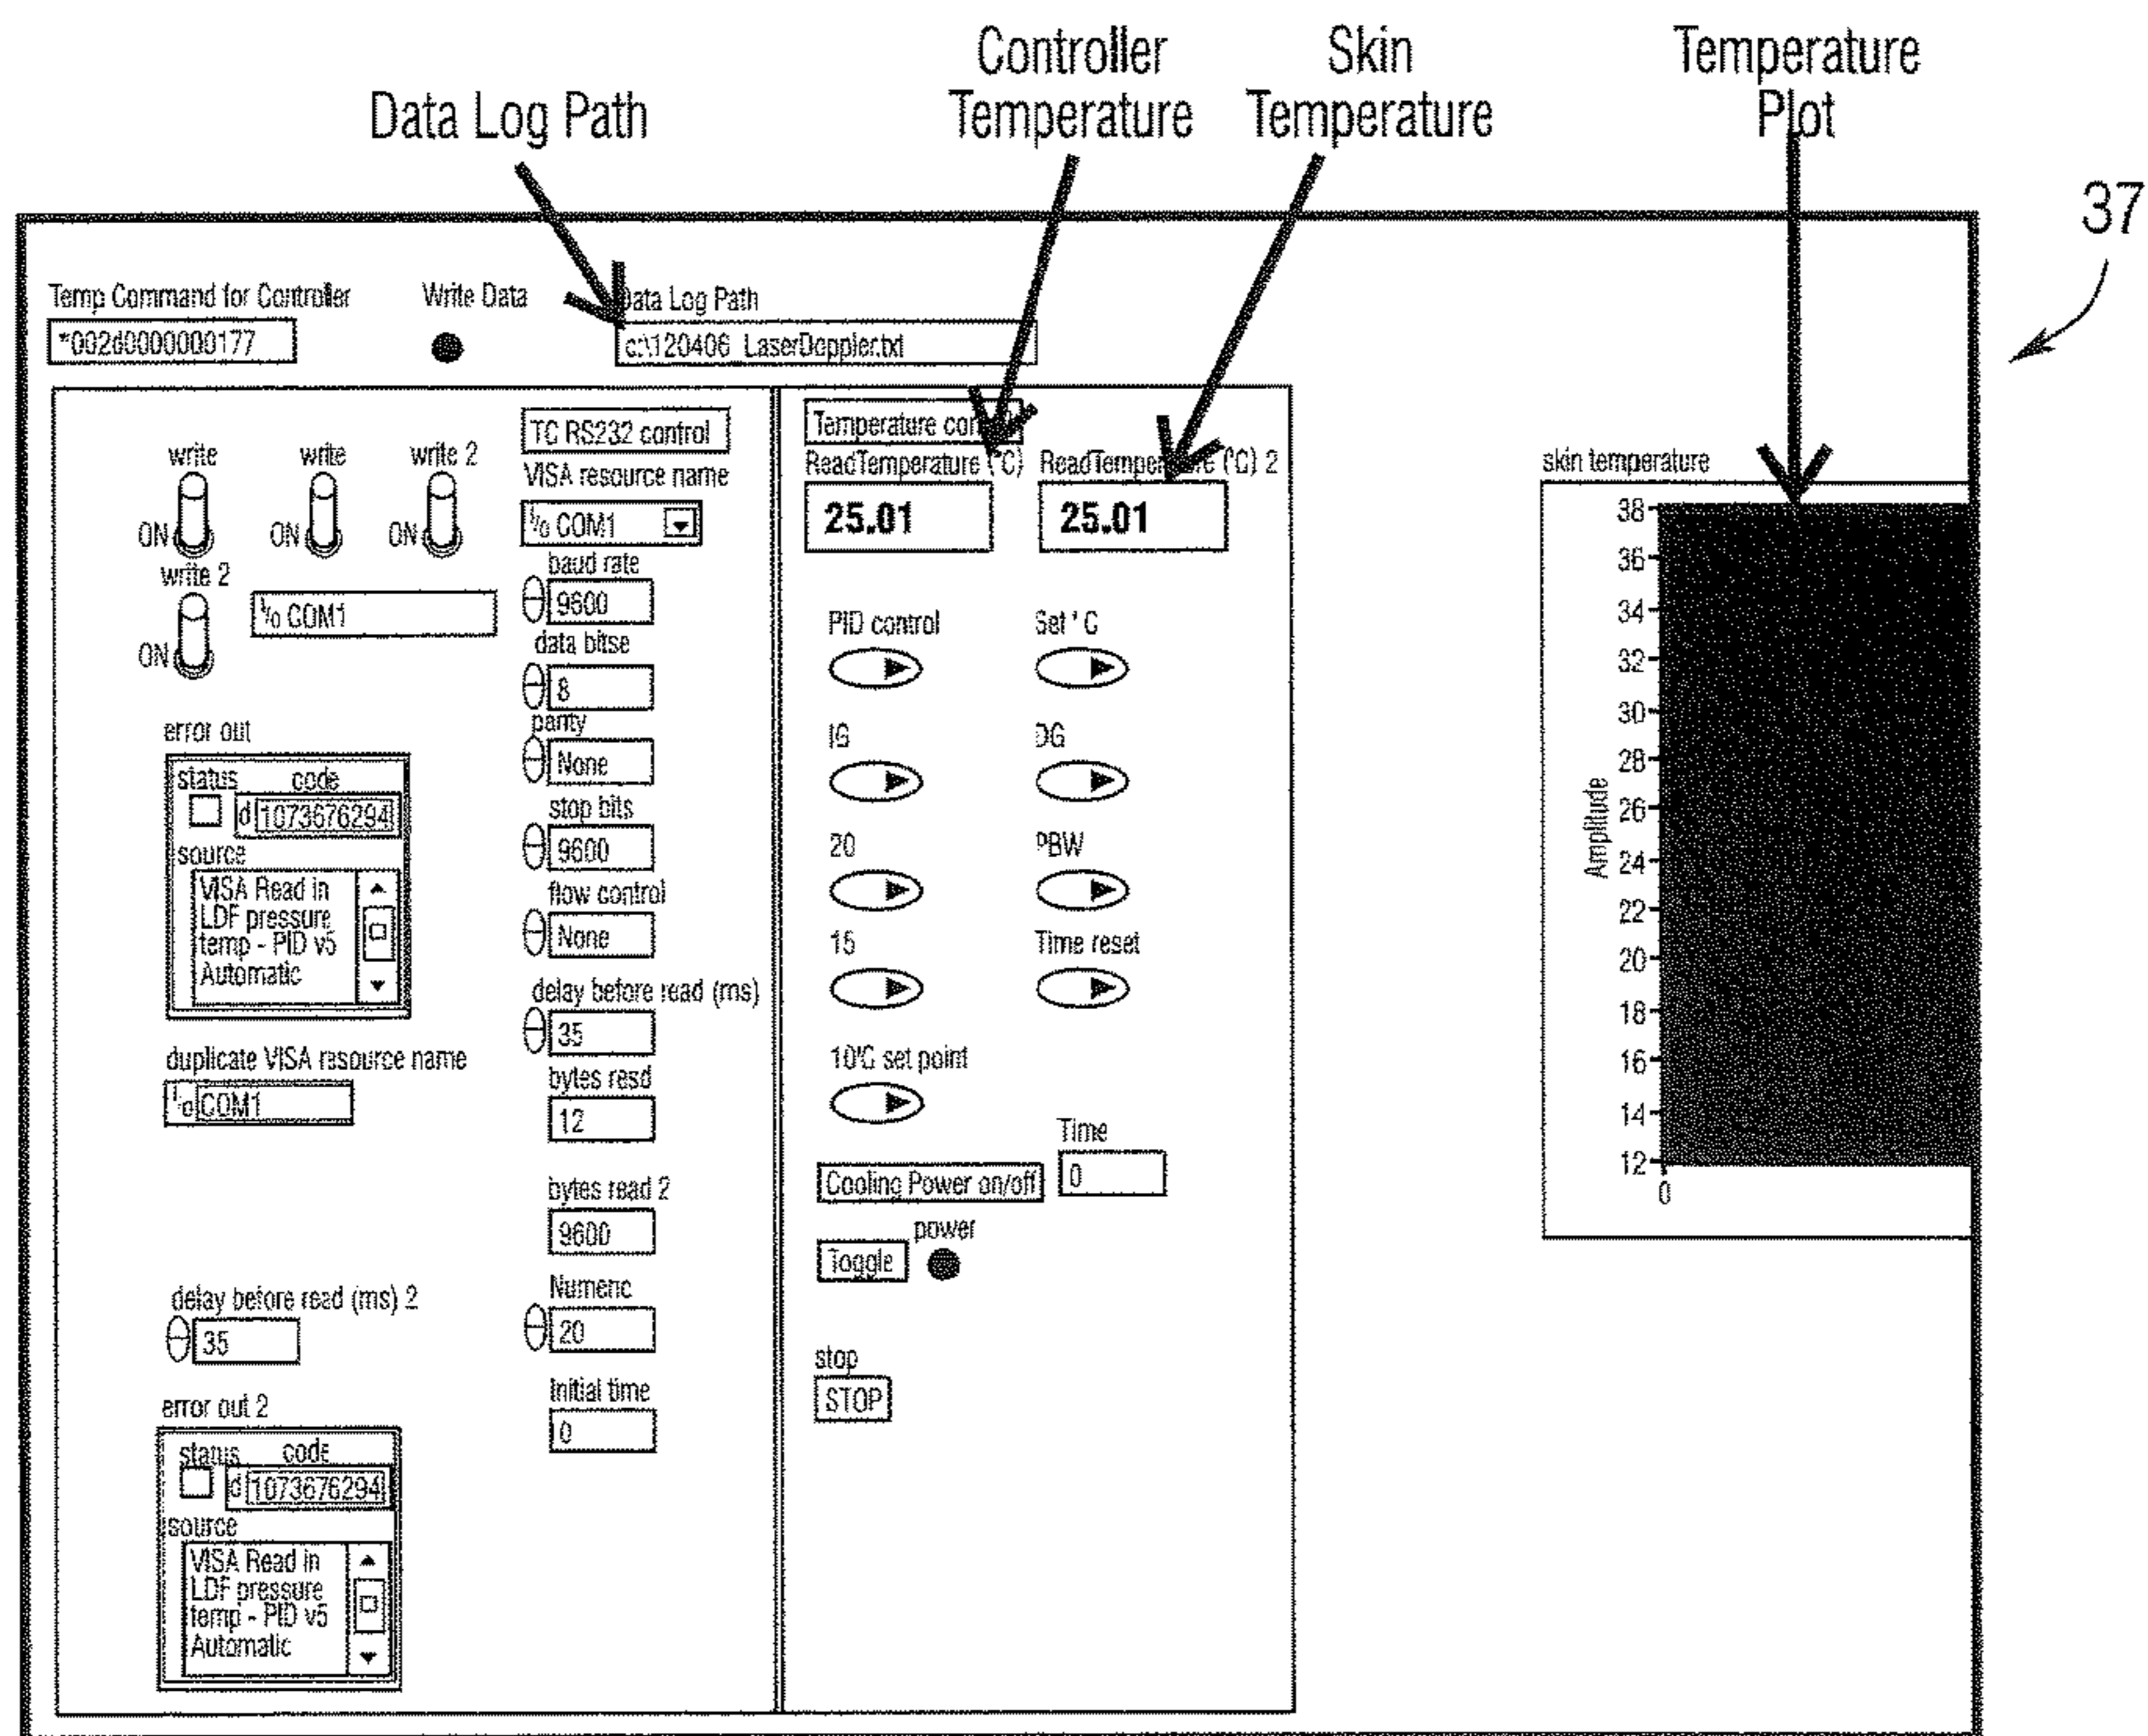 Data Log Path
Controller
Temperature
Skin
Temperature
Temperature
Plot
37
Temp Command for Controller
*002d0000000177
Write Data
Data Log Path
c:\120406_LaserDoppler.txt
write
ON
write
ON
write 2
ON
write 2
ON
I/o COM1
error out
status code
d 1073676294
source
VISA Read in
LDF pressure
temp - PID v5
Automatic
duplicate VISA resource name
I/o COM1
delay before read (ms) 2
35
error out 2
status code
d 1073676294
source
VISA Read in
LDF pressure
temp - PID v5
Automatic
TC RS232 control
VISA resource name
I/o COM1
baud rate
9600
data bitse
8
parity
None
stop bits
9600
flow control
None
delay before read (ms)
35
bytes resd
12
bytes read 2
9600
Numeric
20
Initial time
0
Temperature
ReadTemperature (°C)
25.01
ReadTemperature (°C) 2
25.01
PID control
Set °C
IG
DG
20
PBW
15
Time reset
10°C set point
Time
0
Cooling Power on/off
Toggle
power
stop
STOP
skin temperature
Amplitude
38
36
34
32
30
28
26
24
22
20
18
16
14
12
0